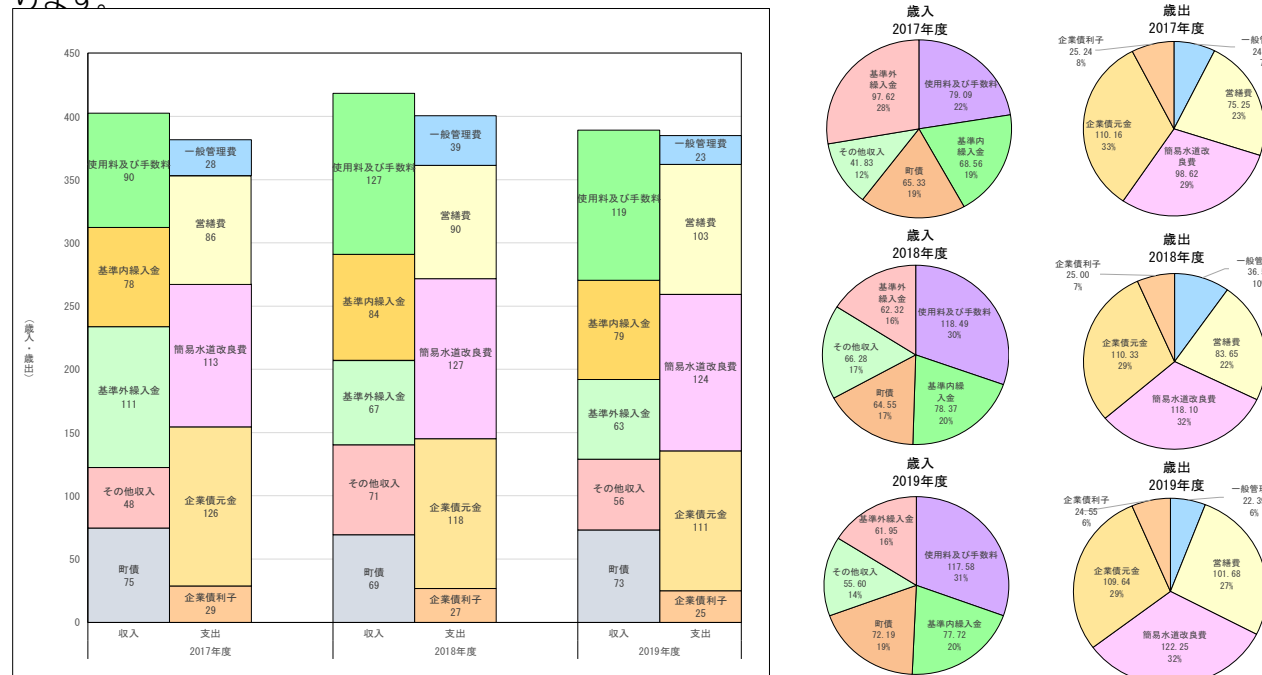 けます。
450
400
350
300
250
200
150
100
50
0
(歳入・歳出)
使用料及び手数料
90
基準内繰入金
78
基準外繰入金
111
その他収入
48
町債
75
一般管理費
28
営繕費
86
簡易水道改良費
113
企業債元金
126
企業債利子
29
使用料及び手数料
127
基準内繰入金
84
基準外繰入金
67
その他収入
71
町債
69
一般管理費
39
営繕費
90
簡易水道改良費
127
企業債元金
118
企業債利子
27
使用料及び手数料
119
基準内繰入金
79
基準外繰入金
63
その他収入
56
町債
73
一般管理費
23
営繕費
103
簡易水道改良費
124
企業債元金
111
企業債利子
25
収入
支出
収入
支出
収入
支出
2017年度
2018年度
2019年度
歳入
2017年度
使用料及び手数料
79.09
22%
基準内
繰入金
68.56
19%
町債
65.33
19%
その他収入
41.83
12%
基準外
繰入金
97.62
28%
歳出
2017年度
一般管
24
営繕費
75.25
23%
簡易水道改
良費
98.62
29%
企業債元金
110.16
33%
企業債利子
25.24
8%
歳入
2018年度
使用料及び手数料
118.49
30%
基準内繰
入金
78.37
20%
町債
64.55
17%
その他収入
66.28
17%
基準外
繰入金
62.32
16%
歳出
2018年度
一般管
36.
10%
営繕費
83.65
22%
簡易水道改良費
118.10
32%
企業債元金
110.33
29%
企業債利子
25.00
7%
歳入
2019年度
使用料及び手数料
117.58
31%
基準内繰入金
77.72
20%
町債
72.19
19%
その他収入
55.60
14%
基準外繰入金
61.95
16%
歳出
2019年度
一般管理
22.39
6%
営繕費
101.68
27%
簡易水道改良費
122.25
32%
企業債元金
109.64
29%
企業債利子
24.55
6%